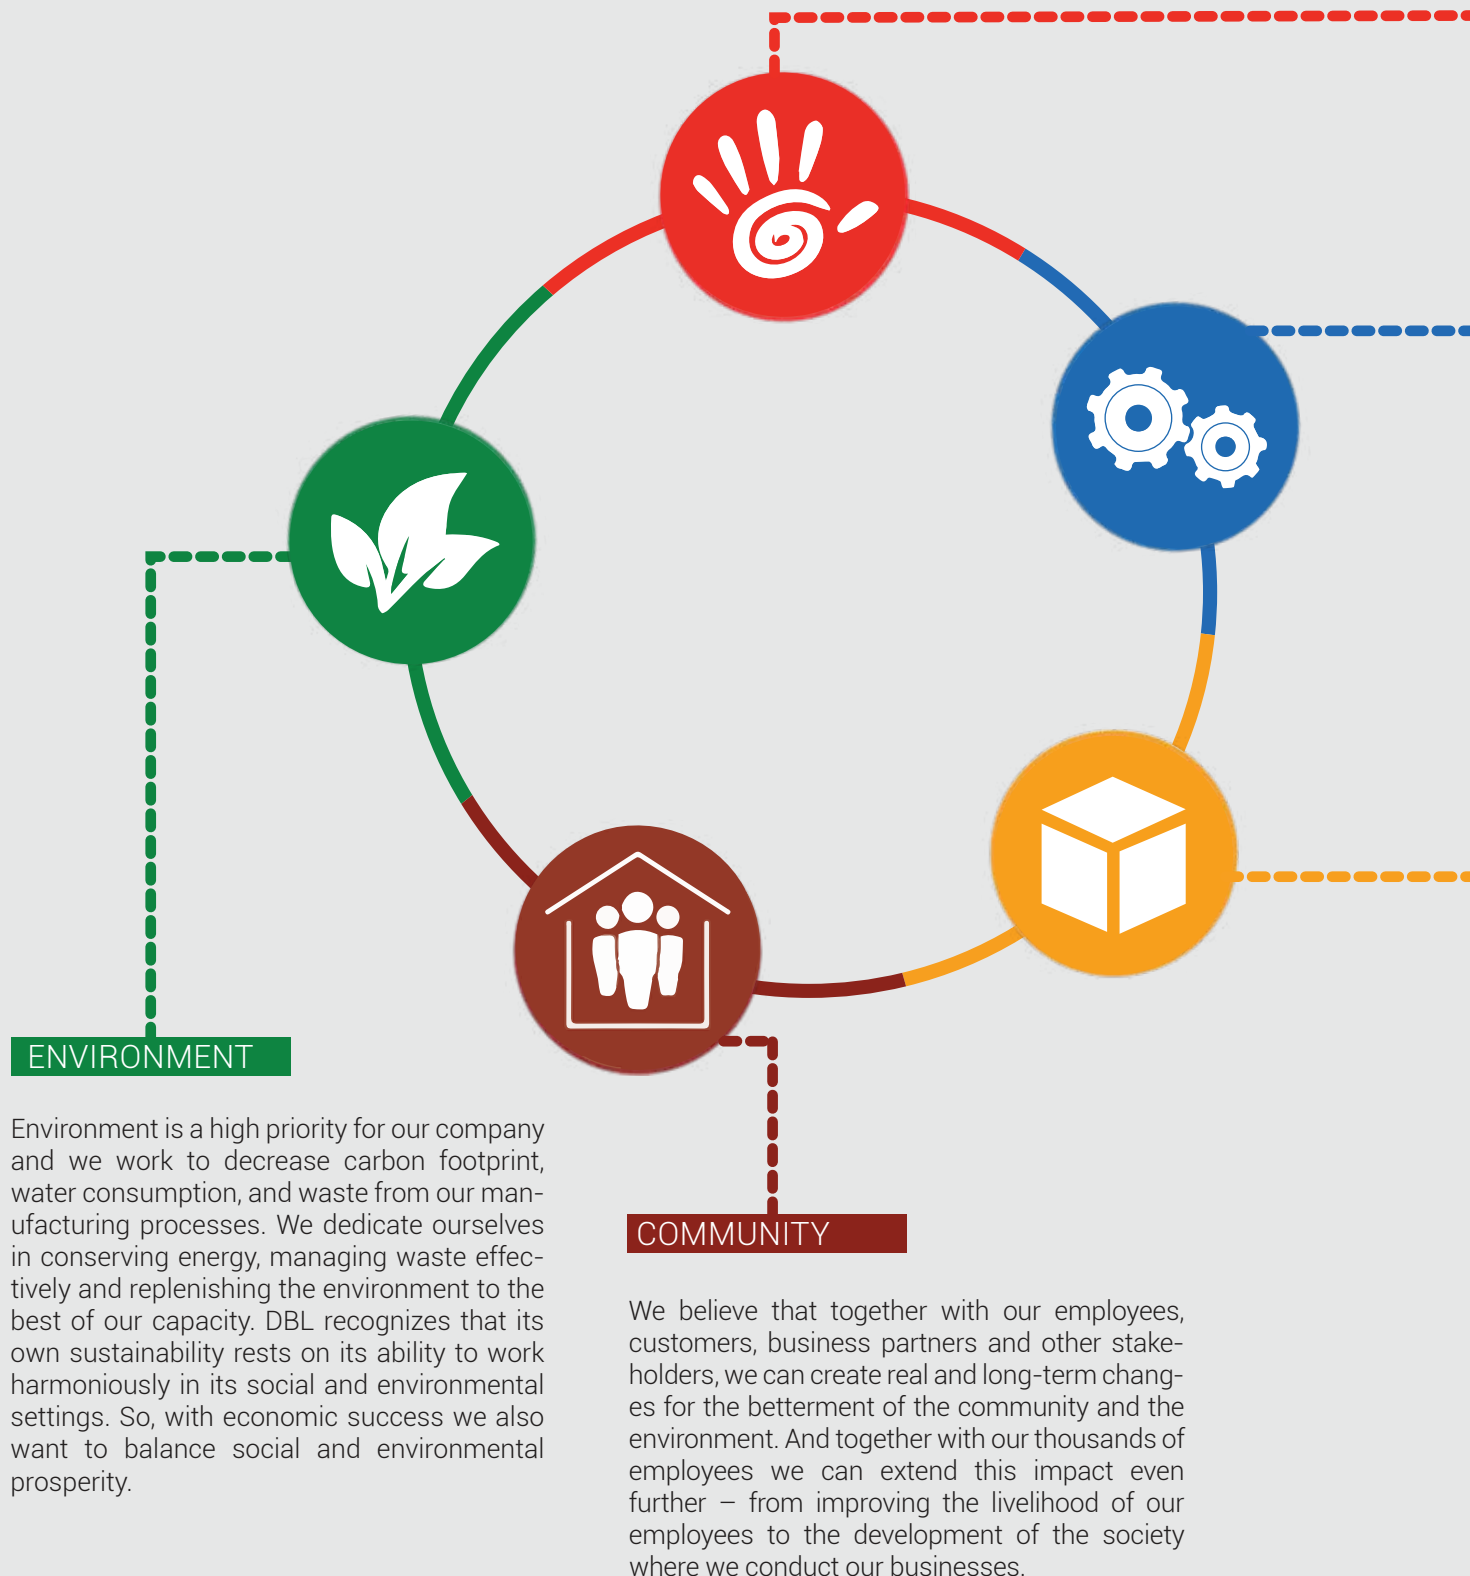 ENVIRONMENT
Environment is a high priority for our company
and we work to decrease carbon footprint,
water consumption, and waste from our man-
ufacturing processes. We dedicate ourselves
in conserving energy, managing waste effec-
tively and replenishing the environment to the
best of our capacity. DBL recognizes that its
own sustainability rests on its ability to work
harmoniously in its social and environmental
settings. So, with economic success we also
want to balance social and environmental
prosperity.
COMMUNITY
We believe that together with our employees,
customers, business partners and other stake-
holders, we can create real and long-term chang-
es for the betterment of the community and the
environment. And together with our thousands of
employees we can extend this impact even
further – from improving the livelihood of our
employees to the development of the society
where we conduct our businesses.